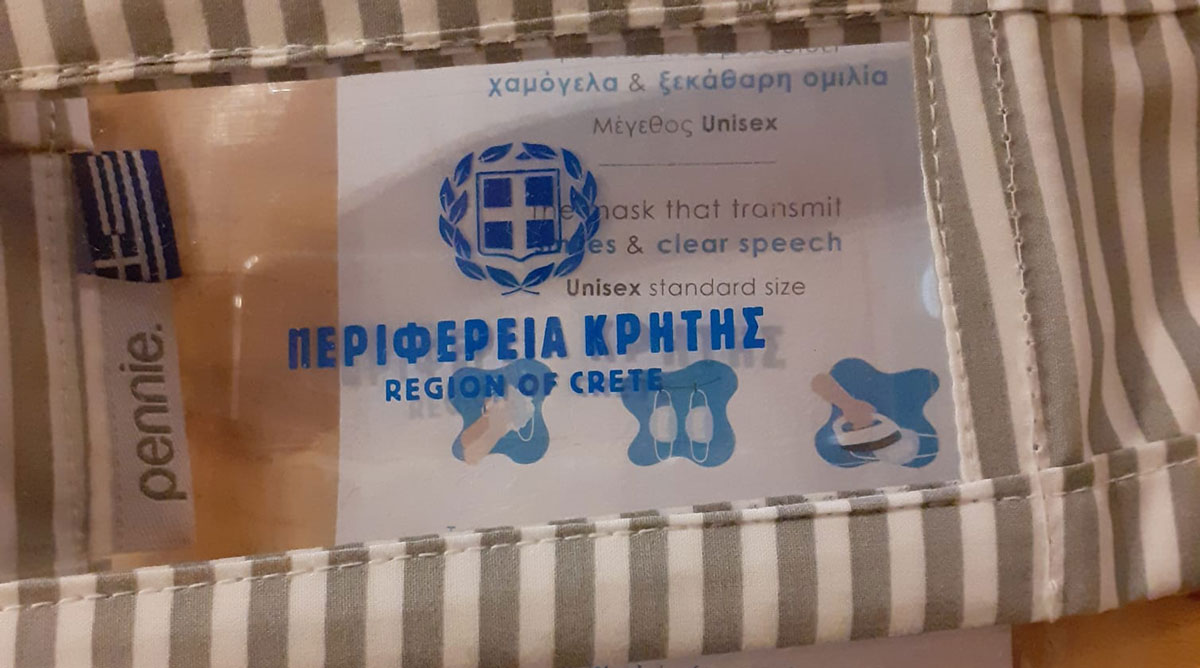 χαμόγελα & ξεκάθαρη ομιλία
Μέγεθος Unisex
mask that transmit
& clear speech
Unisex standard size
ΠΕΡΙΦΕΡΕΙΑ ΚΡΗΤΗΣ
REGION OF CRETE
pennie.